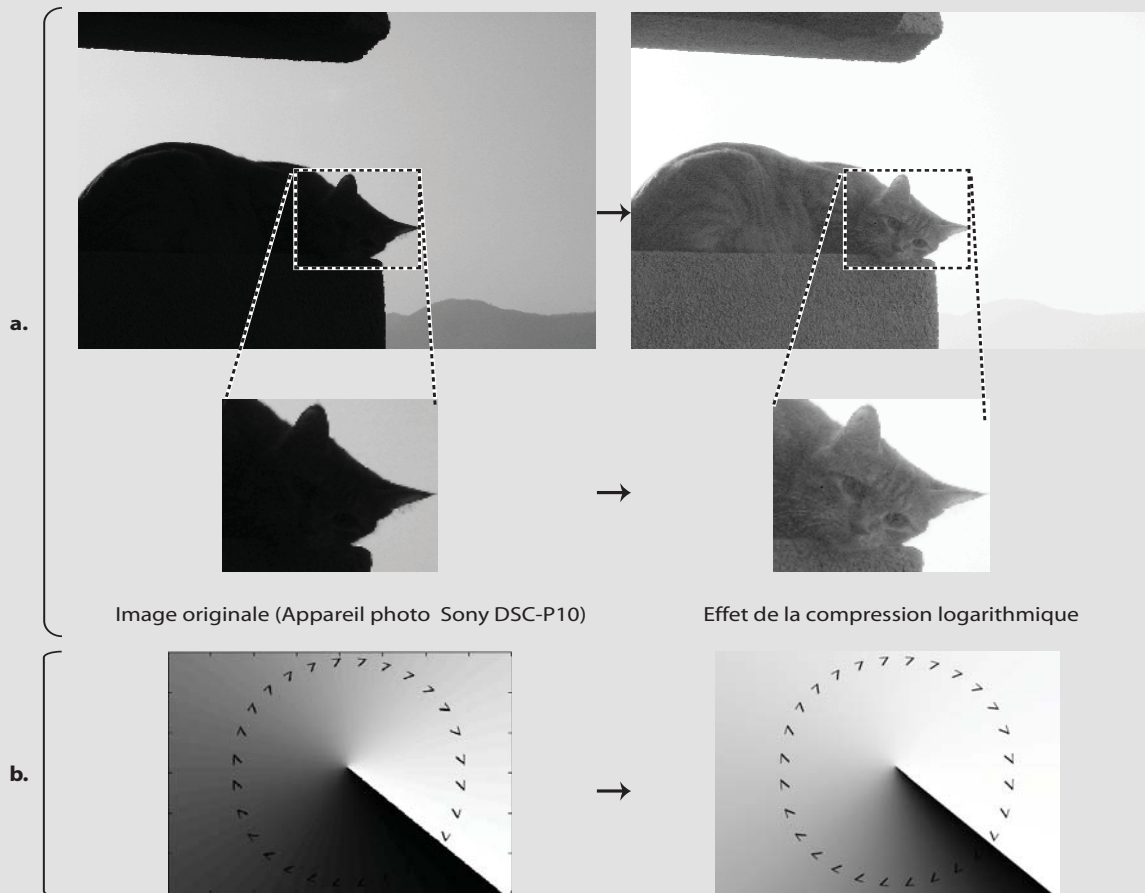 a.
Image originale (Appareil photo Sony DSC-P10)
Effet de la compression logarithmique
b.